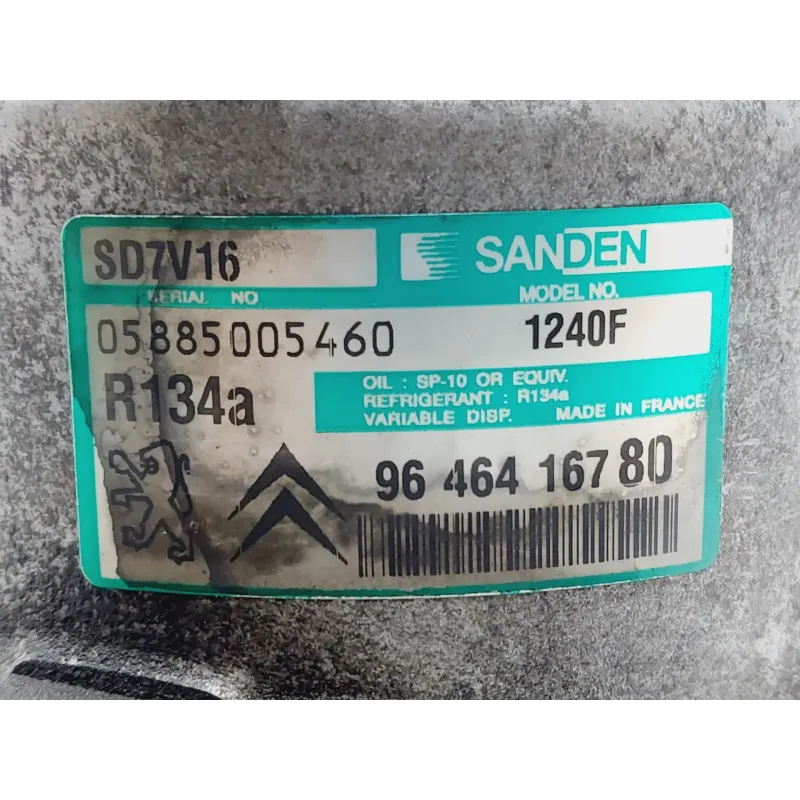 SD7V16
SANDEN
SERIAL NO
MODEL NO.
05885005460
1240F
R134a
OIL : SP-10 OR EQUIV.
REFRIGERANT : R134a
VARIABLE DISP. MADE IN FRANCE
96 464 167 80